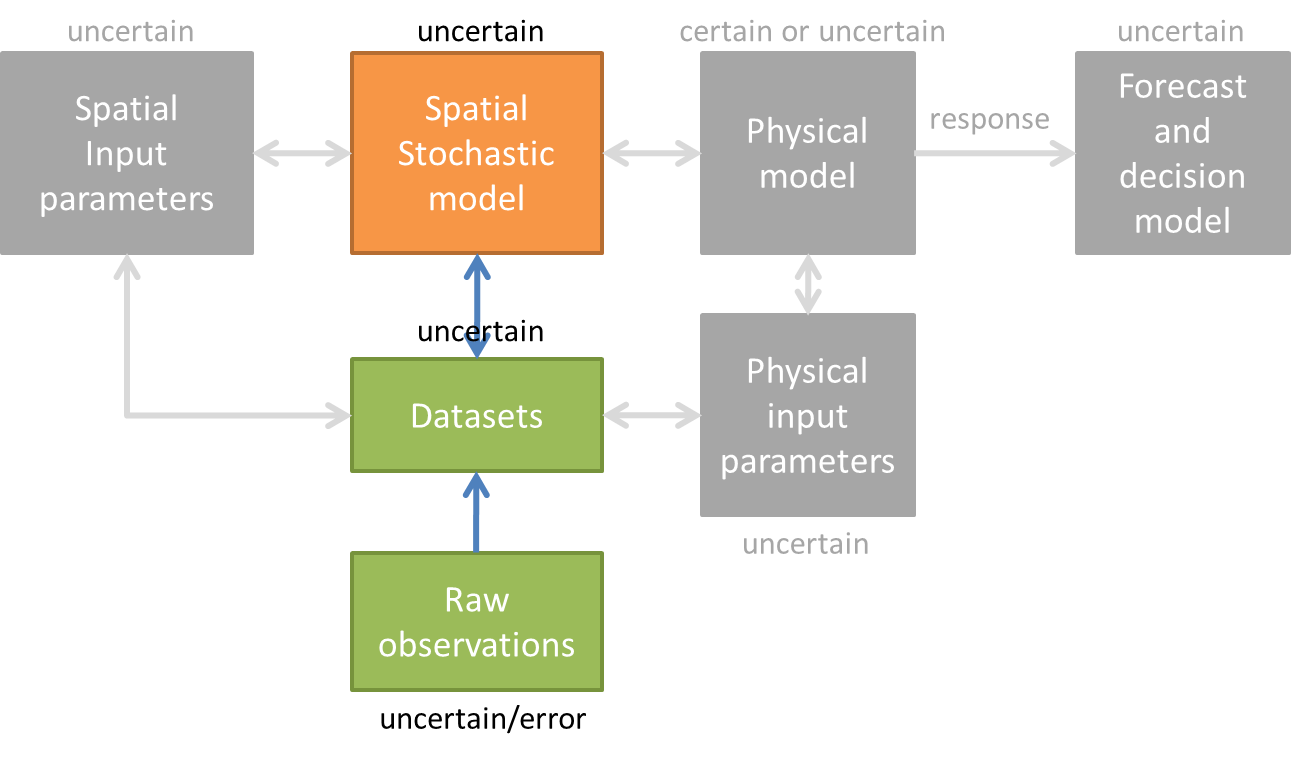 uncertain
uncertain
certain or uncertain
uncertain
Spatial
Input
parameters
Spatial
Stochastic
model
Physical
model
response
Forecast
and
decision
model
uncertain
Datasets
Physical
input
parameters
uncertain
Raw
observations
uncertain/error